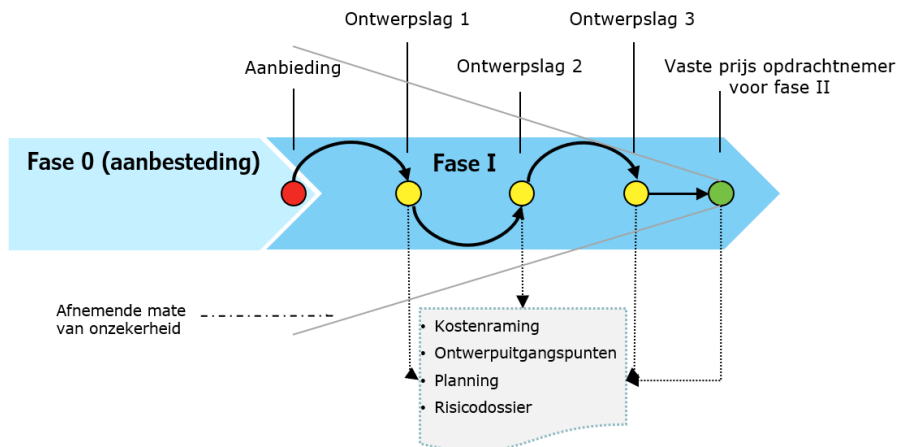 Ontwerpslag 1
Ontwerpslag 3
Aanbieding
Ontwerpslag 2
Vaste prijs opdrachtnemer
voor fase II
Fase 0 (aanbesteding)
Fase I
Afnemende mate
van onzekerheid
• Kostenraming
• Ontwerpuitgangspunten
• Planning
• Risicodossier